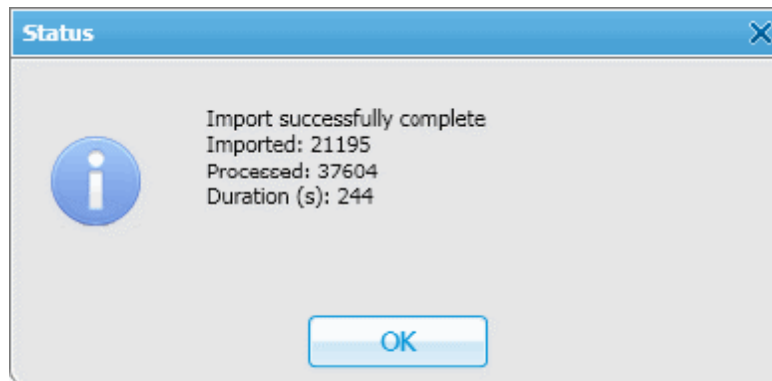 Status
Import successfully complete
Imported: 21195
Processed: 37604
Duration (s): 244
OK